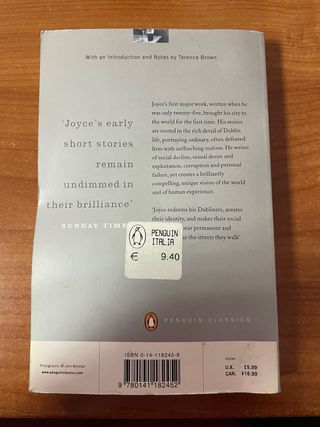 With an Introduction and Notes by Terence Brown
'Joyce's early
short stories
remain
undimmed in
their brilliance'
SUNDAY TIME
Joyce's first major work, written when he
was only twenty-five, brought his city to
the world for the first time. His stories
are rooted in the rich detail of Dublin
life, portraying ordinary, often defeated
lives with unflinching realism. He writes
of social decline, sexual desire and
exploitation, corruption and personal
failure, yet creates a brilliantly
compelling, unique vision of the world
and of human experience.
'Joyce redeems his Dubliners, assures
their identity, and makes their social
permanent and
the streets they walk'
PENGUIN
ITALIA
€ 9.40
PENGUIN CLASSICS
Photography: ©
www.penguinclassics.com
ISBN 0-14-118245-8
9 780141 182452
U.K. £5.99
CAN. $16.99